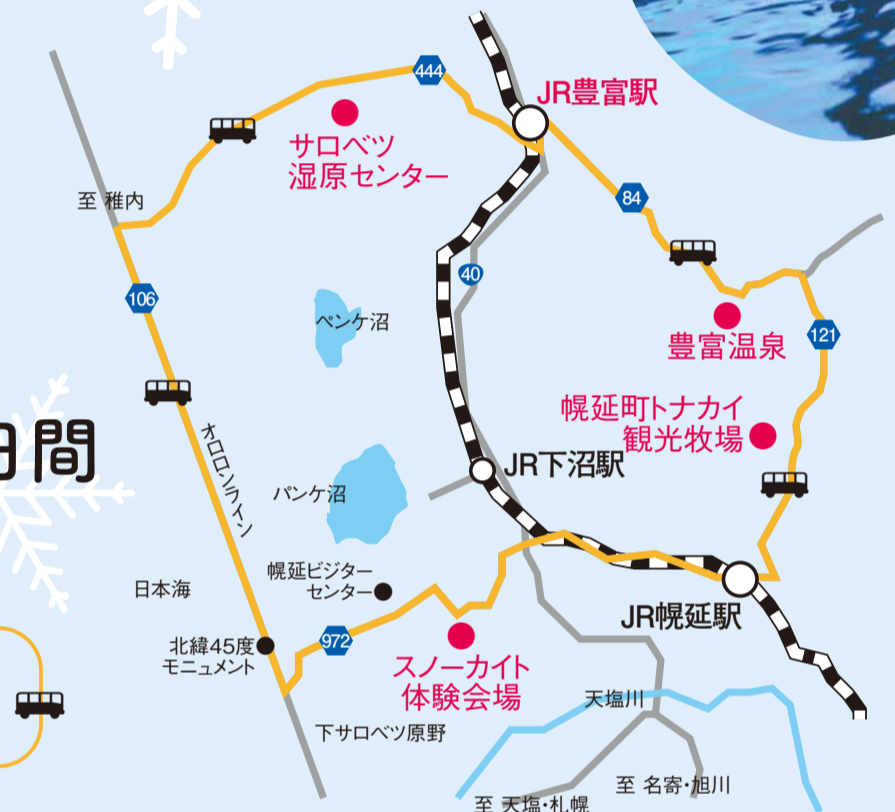 444
JR豊富駅
サロベツ
湿原センター
至 稚内
84
40
106
ペンケ沼
豊富温泉
121
幌延町トナカイ
観光牧場
間
オロロンライン
JR下沼駅
パンケ沼
幌延ビジター
センター
日本海
JR幌延駅
北緯45度
モニュメント
972
スノーカイト
体験会場
天塩川
下サロベツ原野
至 名寄・旭川
至 天塩・札幌